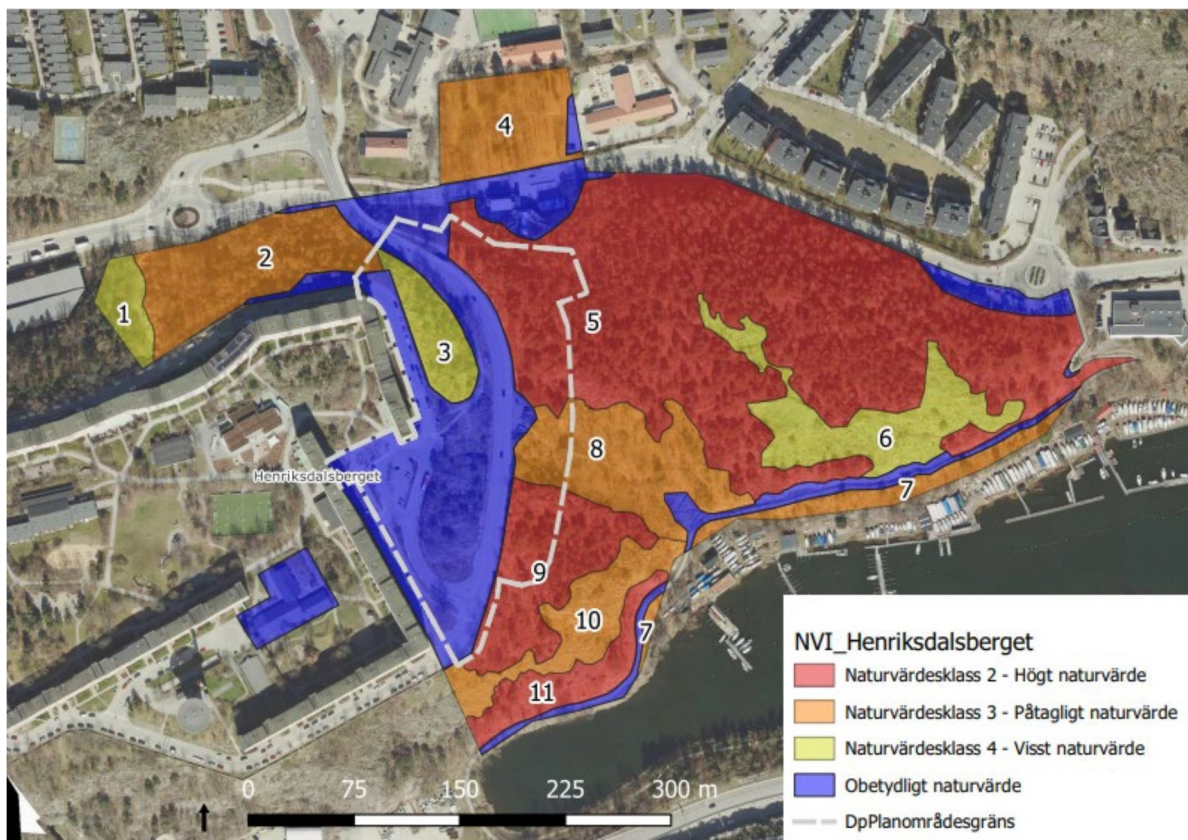 4
2
1
5
3
6
8
Henriksdalsberget
7
9
10
7
11
NVI_Henriksdalsberget
Naturvärdesklass 2 - Högt naturvärde
Naturvärdesklass 3 - Påtagligt naturvärde
Naturvärdesklass 4 - Visst naturvärde
Obetydligt naturvärde
DpPlanområdesgräns
0 75 150 225 300 m